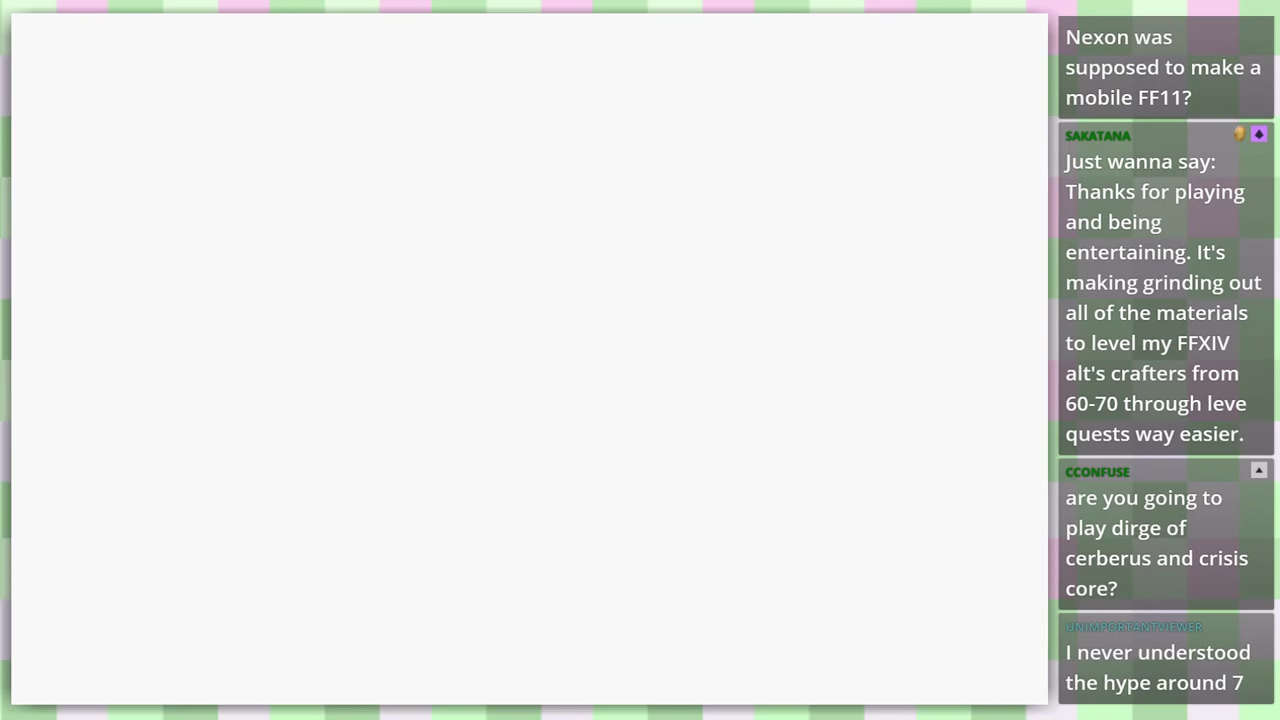 Nexon was
supposed to make a
mobile FF11?
SAKATANA
Just wanna say:
Thanks for playing
and being
entertaining. It's
making grinding out
all of the materials
to level my FFXIV
alt's crafters from
60-70 through leve
quests way easier.
CCONFUSE
are you going to
play dirge of
cerberus and crisis
core?
UNIMPORTANTVIEWER
I never understood
the hype around 7